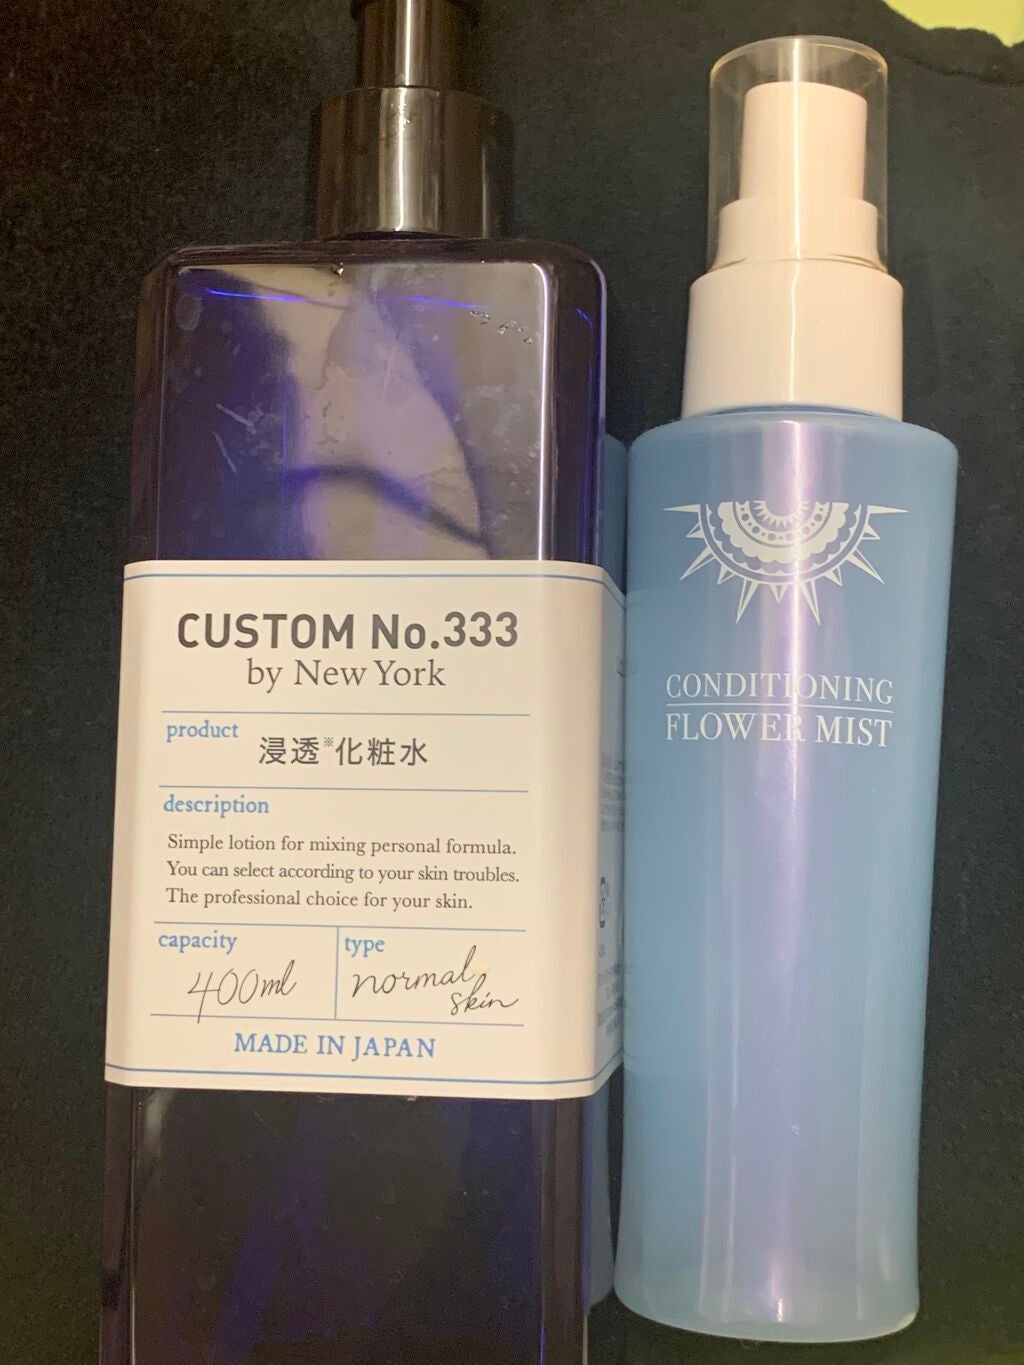 CUSTOM No.333
by New York
product
浸透※化粧水
description
Simple lotion for mixing personal formula.
You can select according to your skin troubles.
The professional choice for your skin.
capacity
400ml
type
normal
skin
MADE IN JAPAN
CONDITIONING
FLOWER MIST